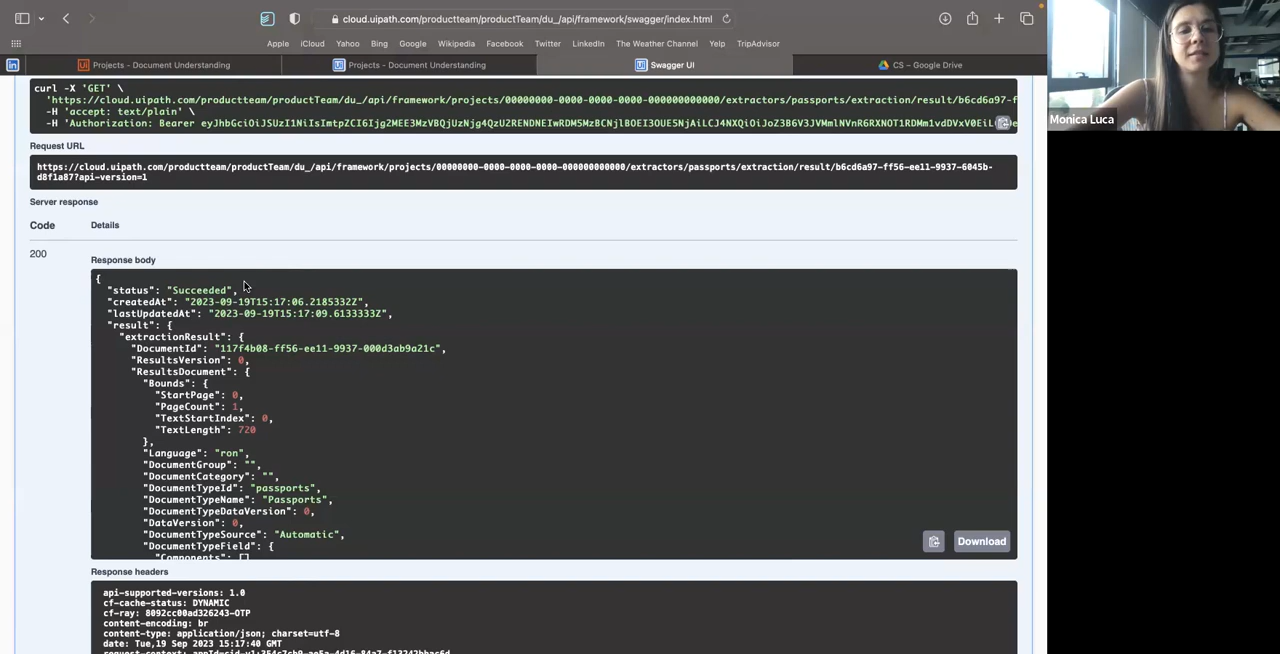 cloud.uipath.com/productteam/productTeam/du_/api/framework/swagger/index.html
Apple iCloud Yahoo Bing Google Wikipedia Facebook Twitter LinkedIn The Weather Channel Yelp TripAdvisor
Projects - Document Understanding Projects - Document Understanding Swagger UI CS – Google Drive
curl -X 'GET' \
'https://cloud.uipath.com/productteam/productTeam/du_/api/framework/projects/00000000-0000-0000-0000-000000000000/extractors/passports/extraction/result/b6cd6a97-f
-H 'accept: text/plain' \
-H 'Authorization: Bearer
Monica Luca
Request URL
https://cloud.uipath.com/productteam/productTeam/du_/api/framework/projects/00000000-0000-0000-0000-000000000000/extractors/passports/extraction/result/b6cd6a97-ff56-ee11-9937-6045b-
d8f1a87?api-version=1
Server response
Code Details
200
Response body
{
"status": "Succeeded",
"createdAt": "2023-09-19T15:17:06.2185332Z",
"lastUpdatedAt": "2023-09-19T15:17:09.6133333Z",
"result": {
"extractionResult": {
"DocumentId": "117f4b08-ff56-ee11-9937-000d3ab9a21c",
"ResultsVersion": 0,
"ResultsDocument": {
"Bounds": {
"StartPage": 0,
"PageCount": 1,
"TextStartIndex": 0,
"TextLength": 720
},
"Language": "ron",
"DocumentGroup": "",
"DocumentCategory": "",
"DocumentTypeId": "passports",
"DocumentTypeName": "Passports",
"DocumentTypeDataVersion": 0,
"DataVersion": 0,
"DocumentTypeSource": "Automatic",
"DocumentTypeField": {
"Components": []
Download
Response headers
api-supported-versions: 1.0
cf-cache-status: DYNAMIC
cf-ray: 8092cc00ad326243-OTP
content-encoding: br
content-type: application/json; charset=utf-8
date: Tue,19 Sep 2023 15:17:40 GMT